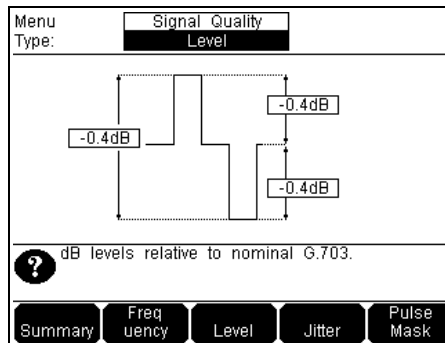 Menu Signal Quality
Type: Level
-0.4dB
-0.4dB
-0.4dB
? dB levels relative to nominal G.703.
Summary Freq uency Level Jitter Pulse Mask